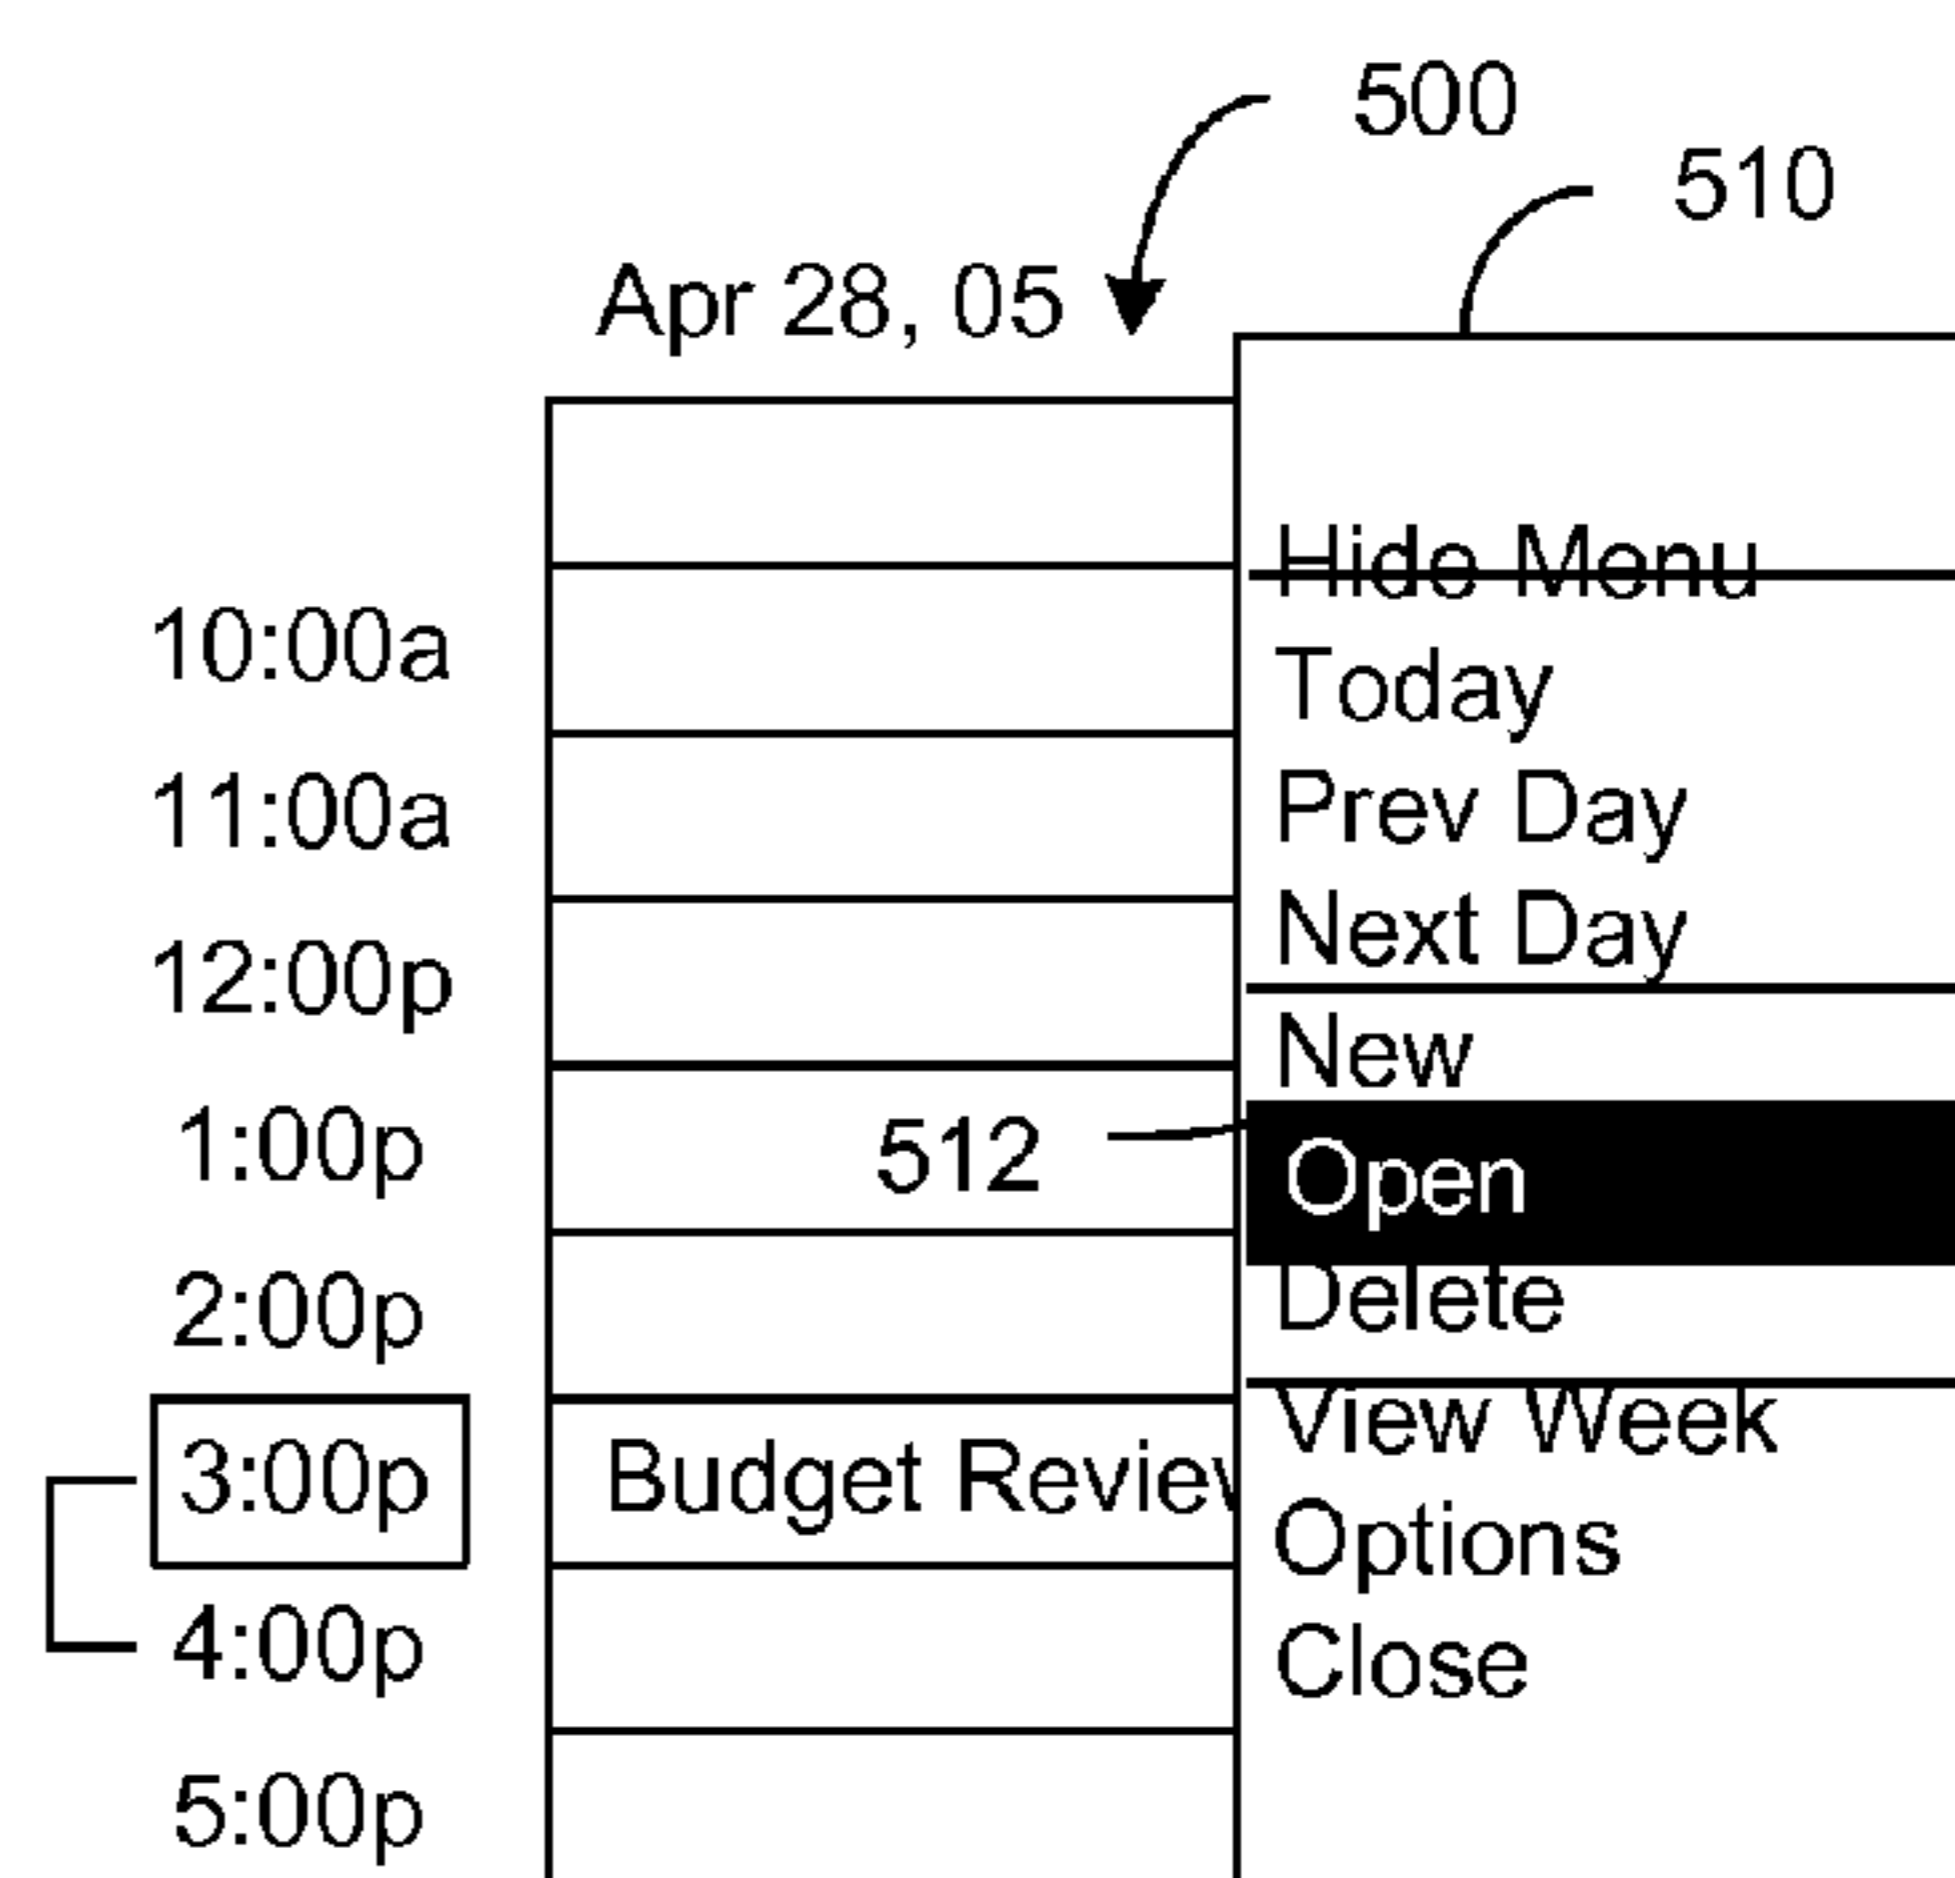 500
510
Apr 28, 05
Hide Menu
10:00a
Today
11:00a
Prev Day
Next Day
12:00p
New
1:00p
512
Open
2:00p
Delete
View Week
3:00p
Budget Review
Options
4:00p
Close
5:00p